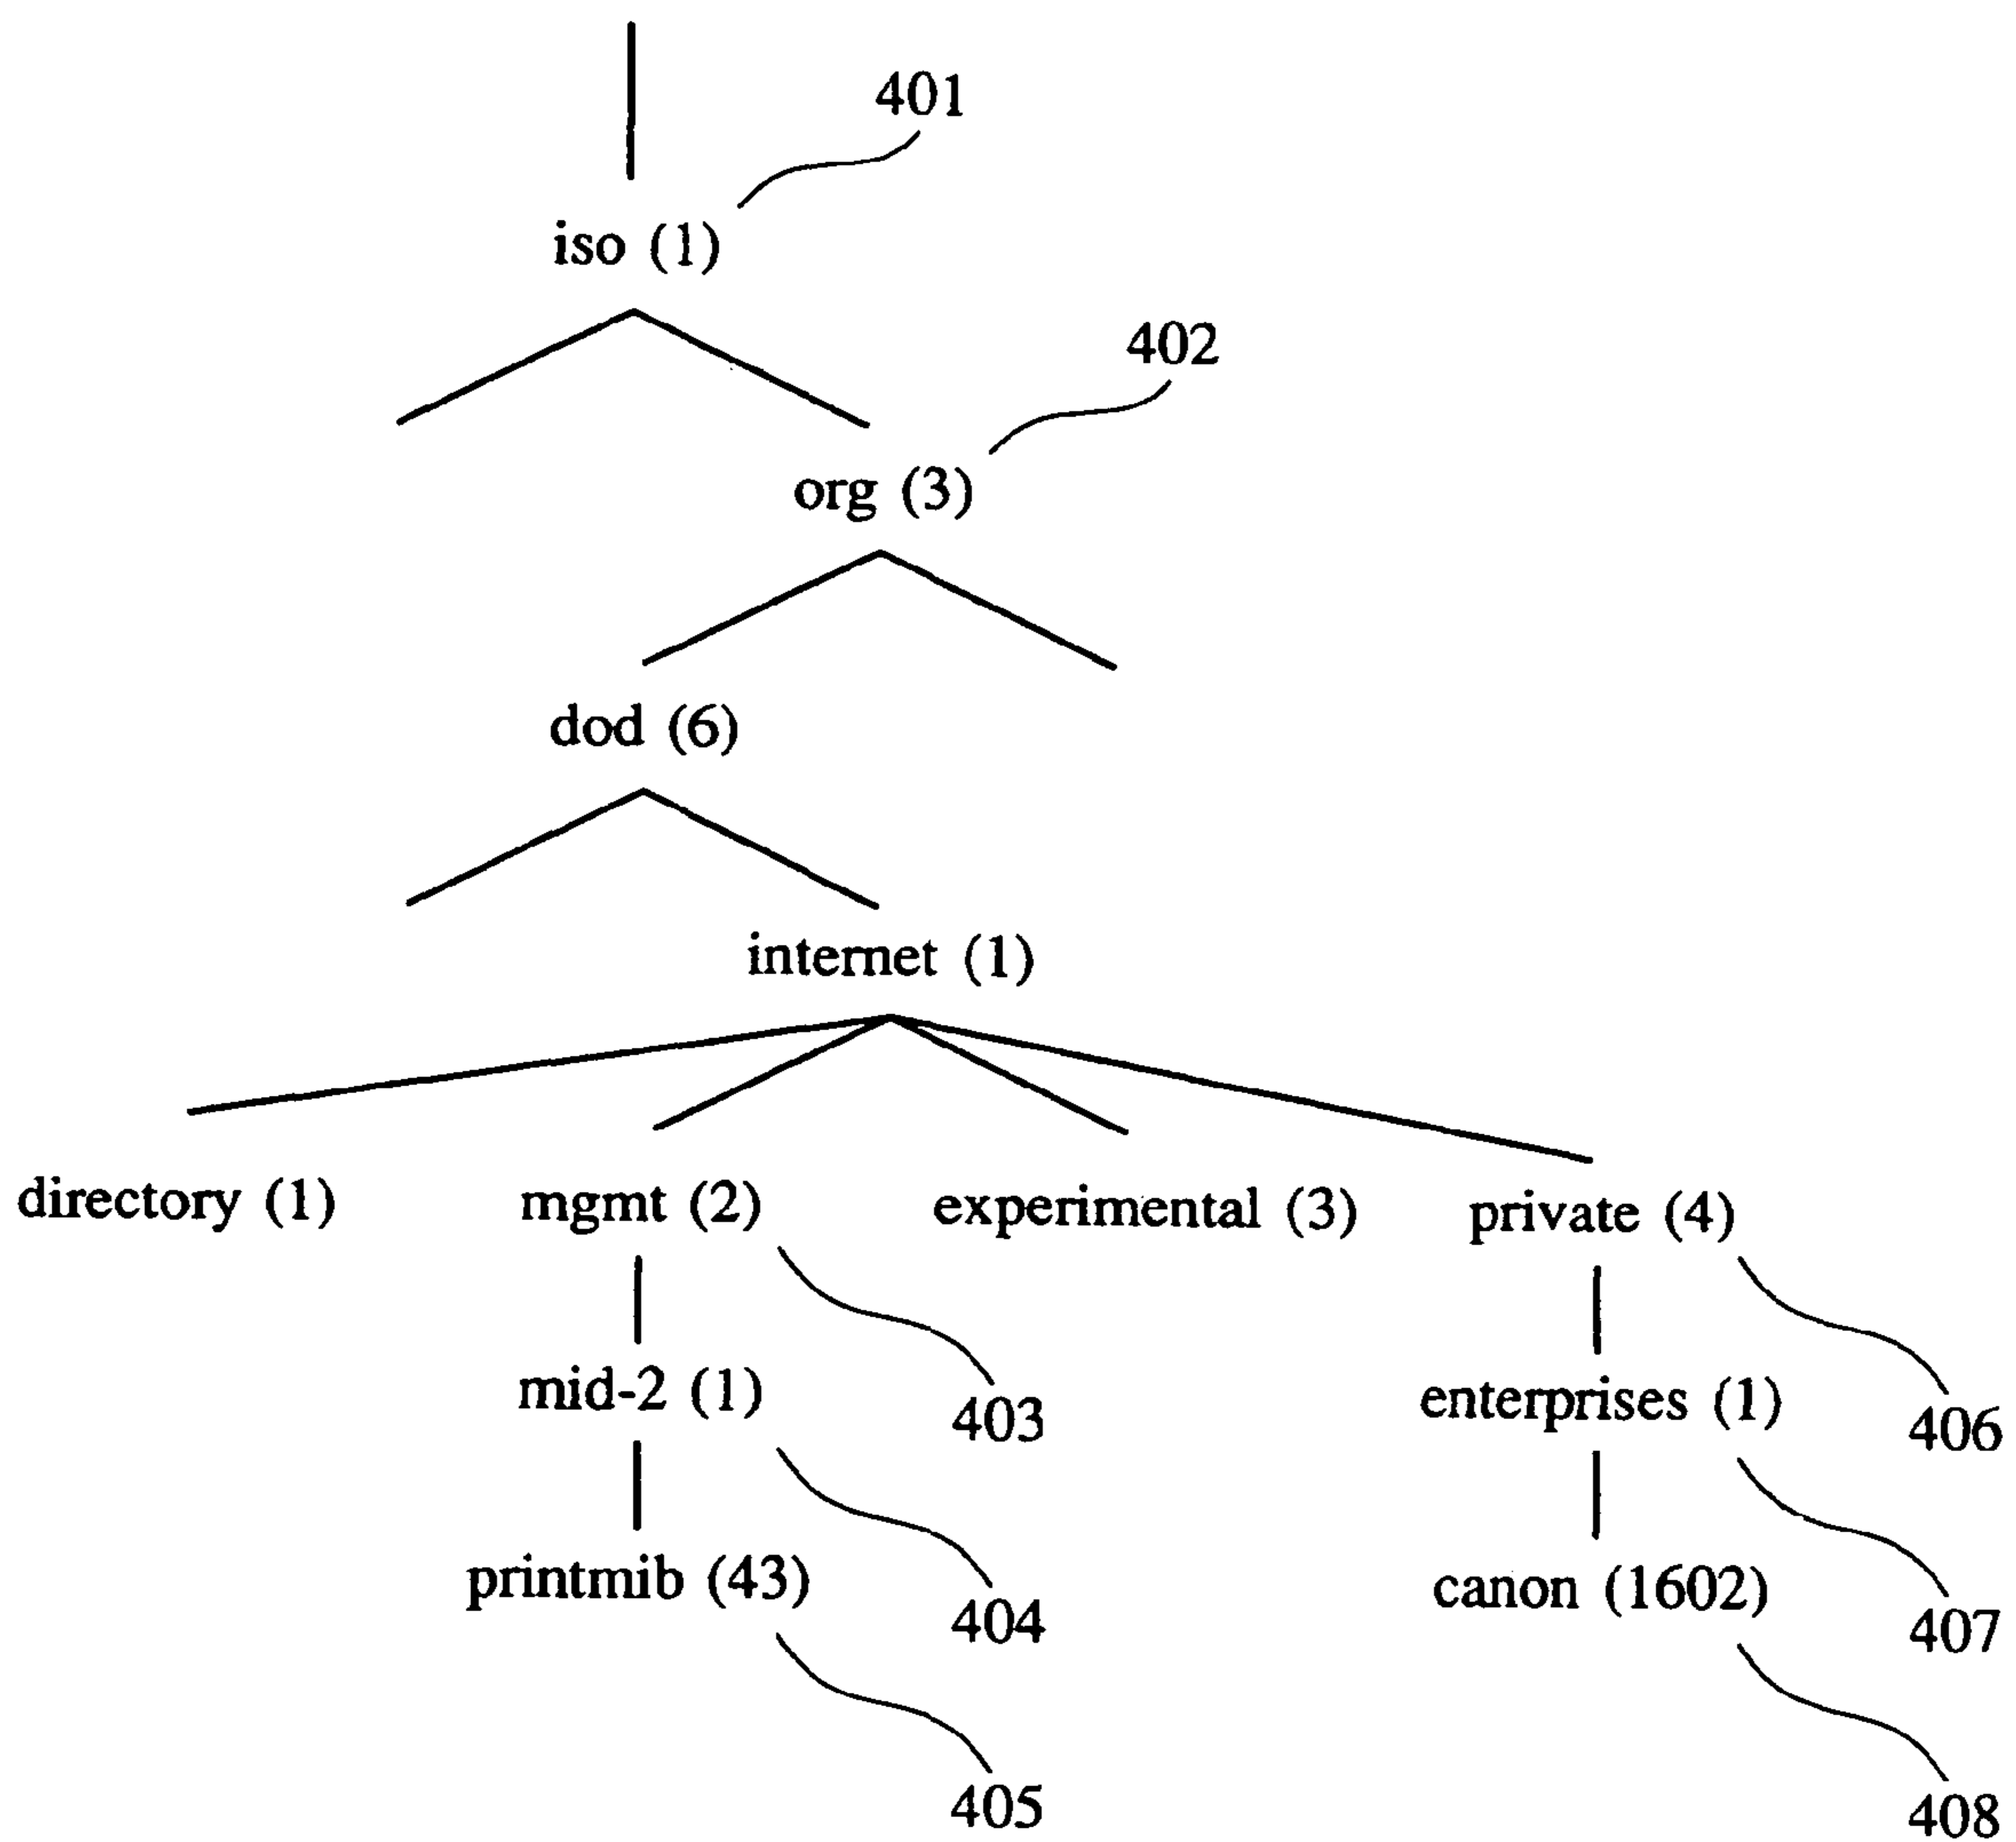 401
iso (1)
402
org (3)
dod (6)
internet (1)
directory (1) mgmt (2) experimental (3) private (4)
mid-2 (1) 403 enterprises (1) 406
printmib (43) 404 canon (1602) 407
405 408